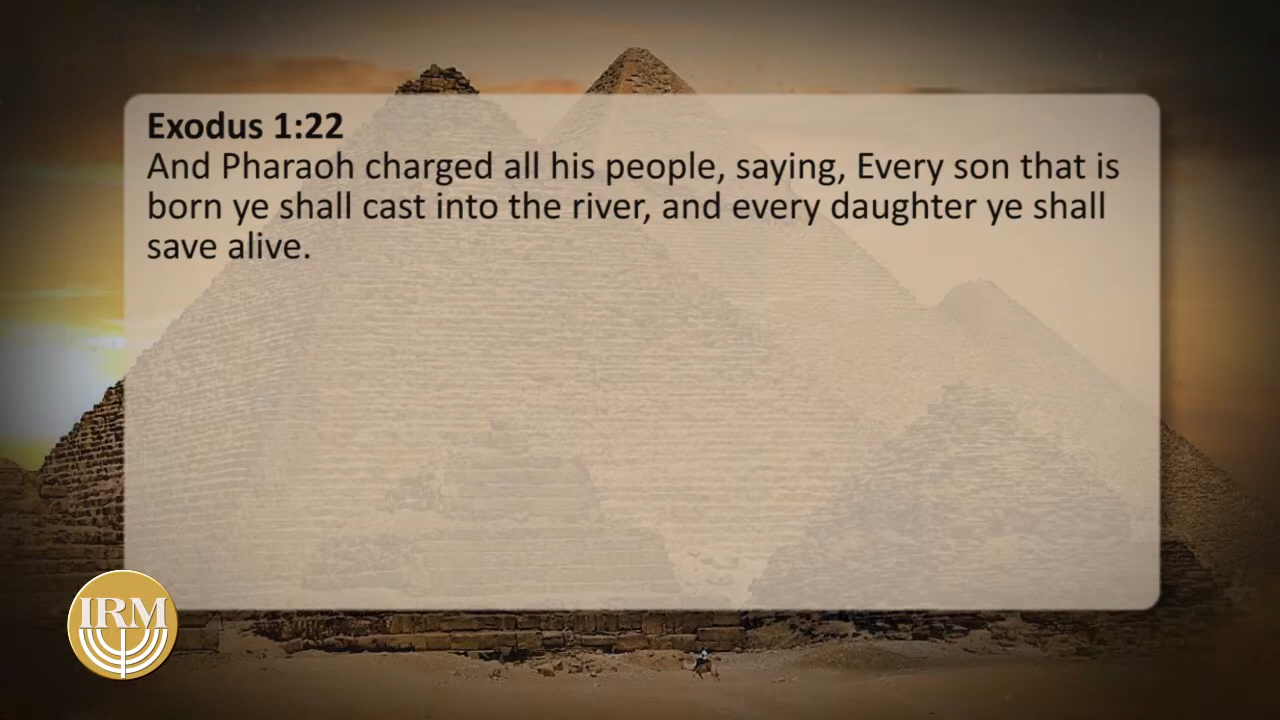 Exodus 1:22
And Pharaoh charged all his people, saying, Every son that is
born ye shall cast into the river, and every daughter ye shall
save alive.
IRM